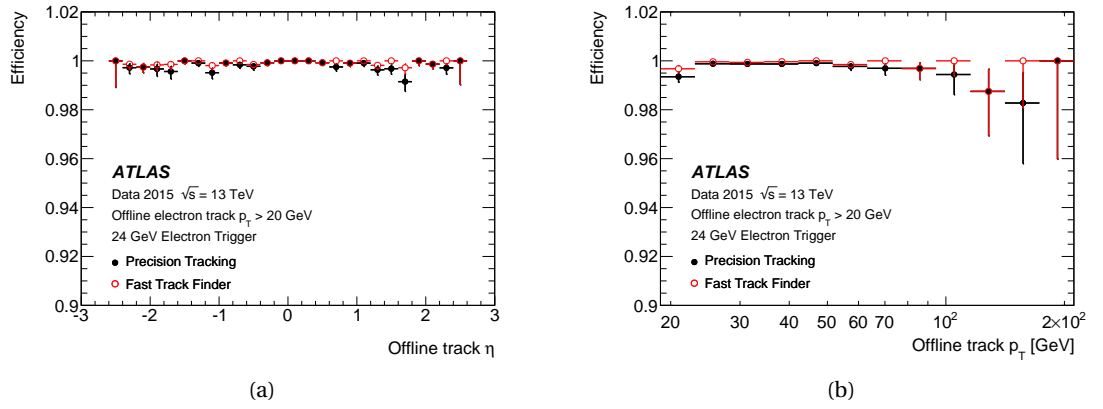 Efficiency
1.02
1
0.98
0.96
0.94
0.92
0.9
ATLAS
Data 2015 √s = 13 TeV
Offline electron track p_T > 20 GeV
24 GeV Electron Trigger
Precision Tracking
Fast Track Finder
-3 -2 -1 0 1 2 3
Offline track η
(a)
Efficiency
1.02
1
0.98
0.96
0.94
0.92
0.9
ATLAS
Data 2015 √s = 13 TeV
Offline electron track p_T > 20 GeV
24 GeV Electron Trigger
Precision Tracking
Fast Track Finder
20 30 40 50 60 70 10² 2×10²
Offline track p_T [GeV]
(b)